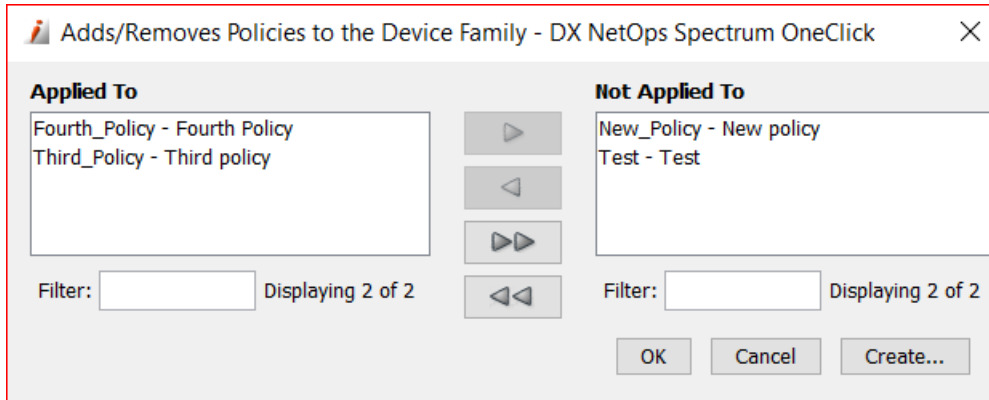 Adds/Removes Policies to the Device Family - DX NetOps Spectrum OneClick
Applied To
Fourth_Policy - Fourth Policy
Third_Policy - Third policy
Filter:
Displaying 2 of 2
Not Applied To
New_Policy - New policy
Test - Test
Filter:
Displaying 2 of 2
OK
Cancel
Create...